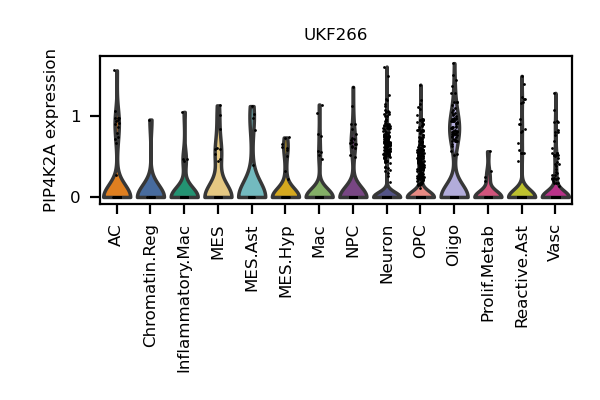 UKF266
PIP4K2A expression
1
0
AC
Chromatin.Reg
Inflammatory.Mac
MES
MES.Ast
MES.Hyp
Mac
NPC
Neuron
OPC
Oligo
Prolif.Metab
Reactive.Ast
Vasc